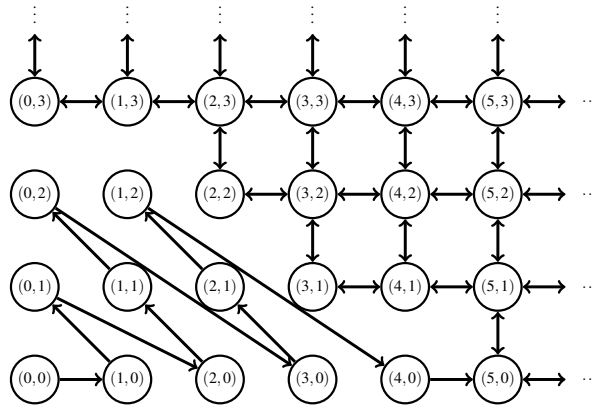 ⋮ ⋮ ⋮ ⋮ ⋮ ⋮
(0,3) (1,3) (2,3) (3,3) (4,3) (5,3) ⋯
(0,2) (1,2) (2,2) (3,2) (4,2) (5,2) ⋯
(0,1) (1,1) (2,1) (3,1) (4,1) (5,1) ⋯
(0,0) (1,0) (2,0) (3,0) (4,0) (5,0) ⋯